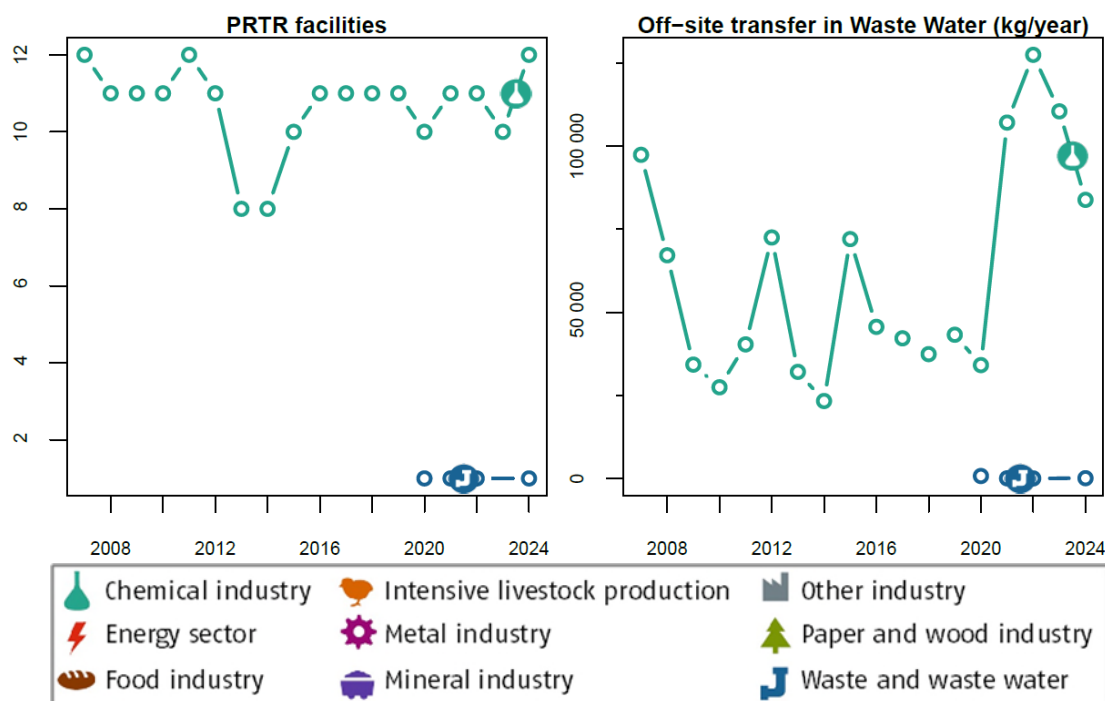 PRTR facilities
12
10
8
6
4
2
2008 2012 2016 2020 2024
Off−site transfer in Waste Water (kg/year)
100 000
50 000
0
2008 2012 2016 2020 2024
Chemical industry Intensive livestock production Other industry
Energy sector Metal industry Paper and wood industry
Food industry Mineral industry Waste and waste water